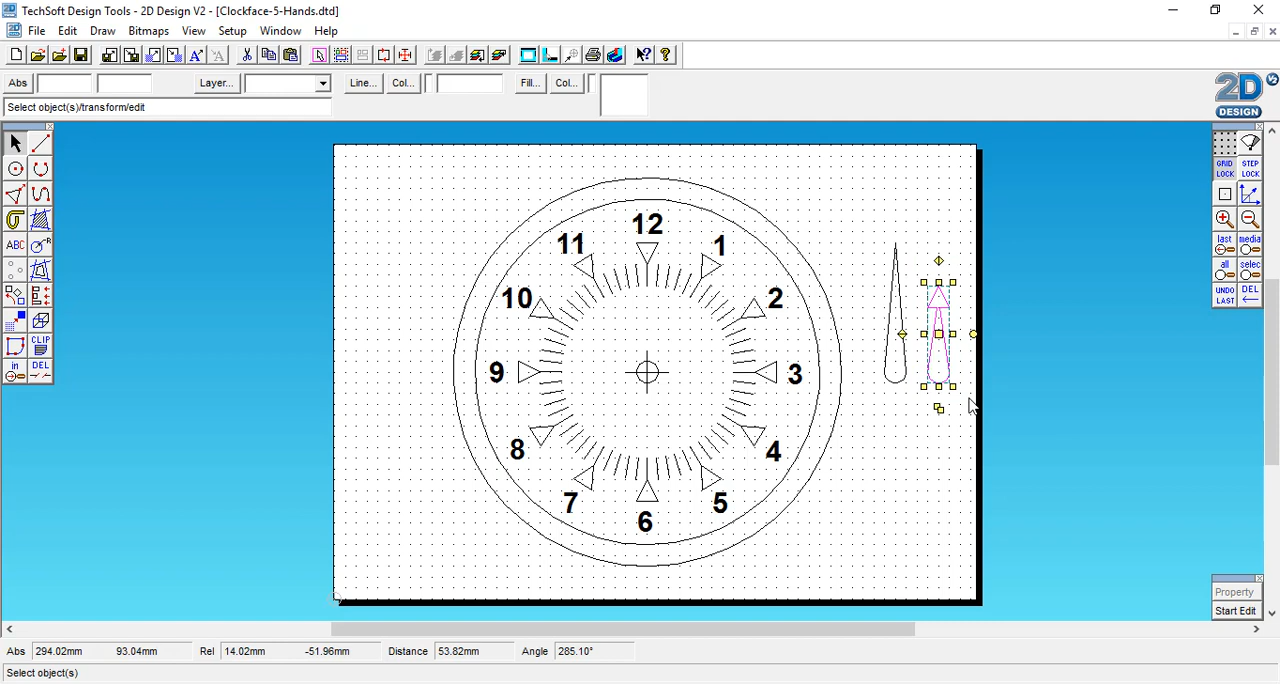 TechSoft Design Tools - 2D Design V2 - [Clockface-5-Hands.dtd]
File Edit Draw Bitmaps View Setup Window Help
Abs Layer... Line... Col... Fill... Col...
2D V2
DESIGN
Select object(s)/transform/edit
ABC R
CLIP
in DEL
GRID LOCK STEP LOCK
last media
all selec
UNDO LAST DEL
12
11 1
10 2
9 3
8 4
7 5
6
Property
Start Edit
Abs 294.02mm 93.04mm Rel 14.02mm -51.96mm Distance 53.82mm Angle 285.10°
Select object(s)